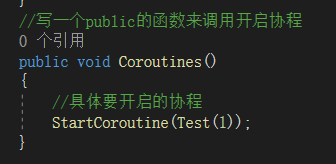 }
//写一个public的函数来调用开启协程
0 个引用
public void Coroutines()
{
//具体要开启的协程
StartCoroutine(Test(1));
}